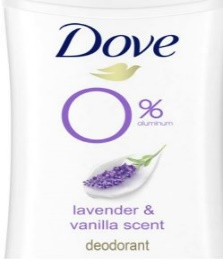 Dove
0%
aluminum
lavender &
vanilla scent
deodorant